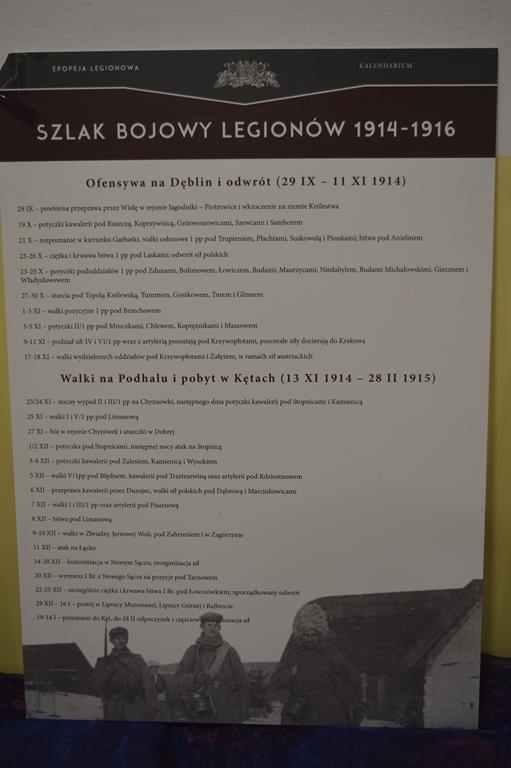 EPOPEJA LEGIONOWA
KALENDARIUM
SZLAK BOJOWY LEGIONÓW 1914-1916
Ofensywa na Dęblin i odwrót (29 IX – 11 XI 1914)
29 IX – powtórna przeprawa przez Wisłę w rejonie Jagodniki – Piotrowice i wkroczenie na ziemie Królestwa
19 X – potyczki kawalerii pod Ruszczą, Koprzywnicą, Gniewoszowicami, Szewcami i Samborem
21 X – rozpoznanie w kierunku Garbatki, walki osłonowe 1 pp pod Trupieniem, Płachtami, Suskowolą i Pionkami; bitwa pod Anielinem
23-26 X – ciężka i krwawa bitwa 1 pp pod Laskami; odwrót sił polskich
23-25 X – potyczki pododdziałów 1 pp pod Zdunami, Bolimowem, Łowiczem, Budami, Maurzycami, Niedabylem, Budami Michałowskimi, Giecznem i
Władysławowem
27-30 X – starcia pod Topolą Królewską, Tummem, Gostkowem, Turem i Glinnem
1-3 XI – walki pozycyjne 1 pp pod Brzechowem
3-5 XI – potyczki II/1 pp pod Mroczkami, Chlewem, Koprężnikami i Maszowem
9-11 XI – podział sił: IV i VI/1 pp wraz z artylerią pozostają pod Krzywopłotami, pozostałe siły docierają do Krakowa
17-18 XI – walki wydzielonych oddziałów pod Krzywopłotami i Załężem, w ramach sił austriackich
Walki na Podhalu i pobyt w Kętach (13 XI 1914 – 28 II 1915)
23/24 XI – nocny wypad II i III/1 pp na Chyżnówki, następnego dnia potyczki kawalerii pod Stopnicami i Kamienicą
25 XI – walki I i V/1 pp pod Limanową
27 XI – bój w rejonie Chyżówek i utarczki w Dobrej
1/2 XII – potyczka pod Stopnicami, następnej nocy atak na Stopnicę
3-4 XII – potyczki kawalerii pod Zalesiem, Kamienicą i Wysokiem
5 XII – walki V/1pp pod Błędnem, kawalerii pod Trzetrzewiną oraz artylerii pod Rdziostnowem
6 XII – przeprawa kawalerii przez Dunajec, walki sił polskich pod Dąbrową i Marcinkowicami
7 XII – walki I i III/1 pp oraz artylerii pod Pisarzową
8 XII – bitwa pod Limanową
9-10 XII – walki w Zbrudzy, Jerzowej Woli, pod Zabrzeziem i w Zagórzynie
11 XII – atak na Łącko
14-20 XII – koncentracja w Nowym Sączu, reorganizacja sił
20 XII – wymarsz I Br. z Nowego Sącza na pozycje pod Tarnowem
22-25 XII – szczególnie ciężka i krwawa bitwa I Br. pod Łowczówkiem; uporządkowany odwrót
29 XII – 16 I – postój w Lipnicy Murowanej, Lipnicy Górnej i Rajbrocie
19-14 I – przemarsz do Kęt, do 28 II odpoczynek i częściowa reorganizacja sił